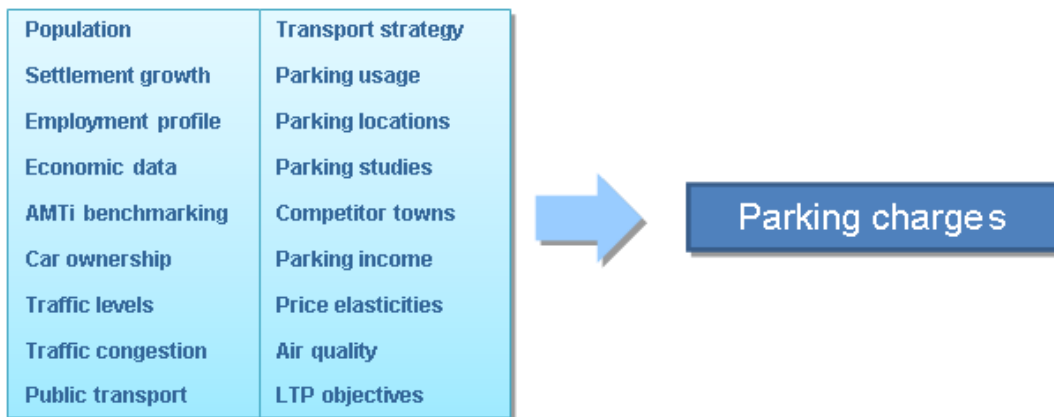 Population
Transport strategy
Settlement growth
Parking usage
Employment profile
Parking locations
Economic data
Parking studies
AMTi benchmarking
Competitor towns
Car ownership
Parking income
Traffic levels
Price elasticities
Traffic congestion
Air quality
Public transport
LTP objectives
Parking charges